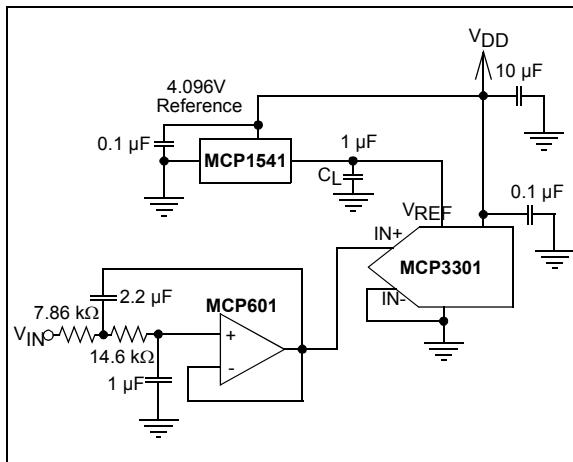 VDD
10 µF
4.096V
Reference
0.1 µF
MCP1541
1 µF
CL
VREF
0.1 µF
IN+
MCP3301
IN-
2.2 µF
MCP601
7.86 kΩ
VIN
+
14.6 kΩ
-
1 µF